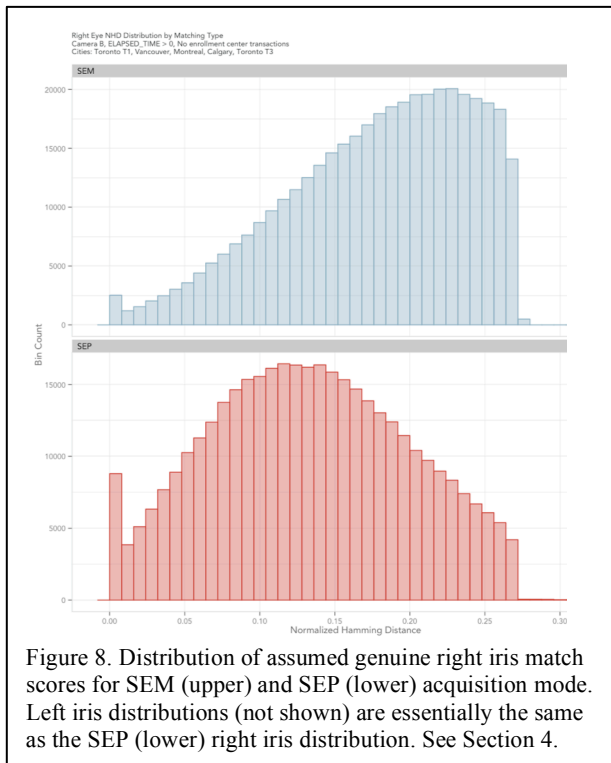 Right Eye NHD Distribution by Matching Type
Camera B, ELAPSED_TIME > 0, No enrollment center transactions
Cities: Toronto T1, Vancouver, Montreal, Calgary, Toronto T3
SEM
20000
15000
10000
5000
0
Bin Count
SEP
15000
10000
5000
0
0.00 0.05 0.10 0.15 0.20 0.25 0.30
Normalized Hamming Distance
Figure 8. Distribution of assumed genuine right iris match
scores for SEM (upper) and SEP (lower) acquisition mode.
Left iris distributions (not shown) are essentially the same
as the SEP (lower) right iris distribution. See Section 4.